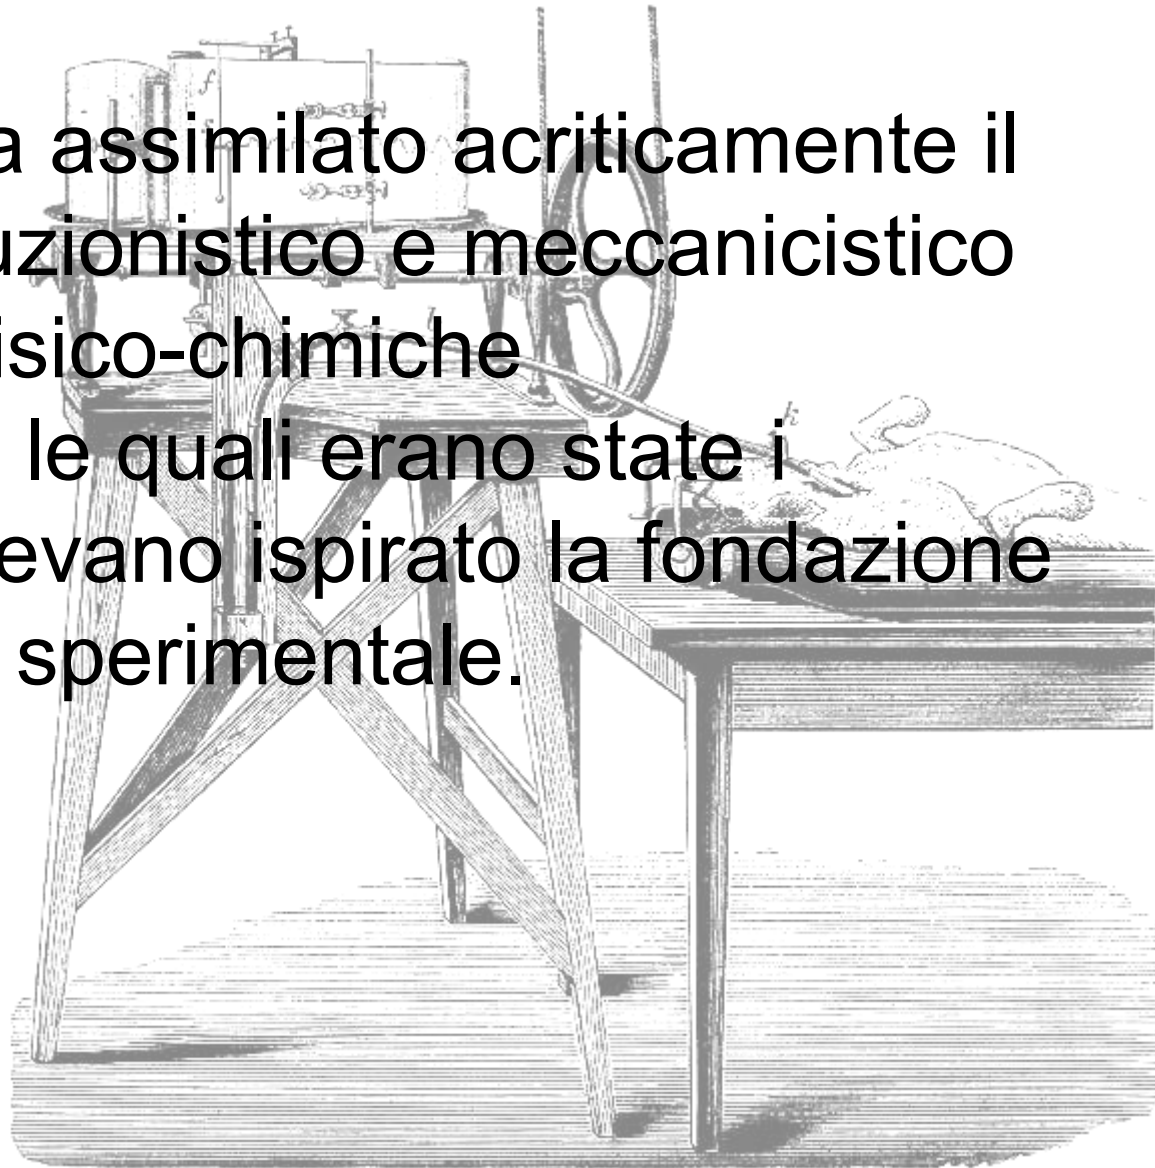 f
a assimilato acriticamente il
uzionistico e meccanicistico
l
isico-chimiche
k
le quali erano state i
evano ispirato la fondazione
sperimentale.